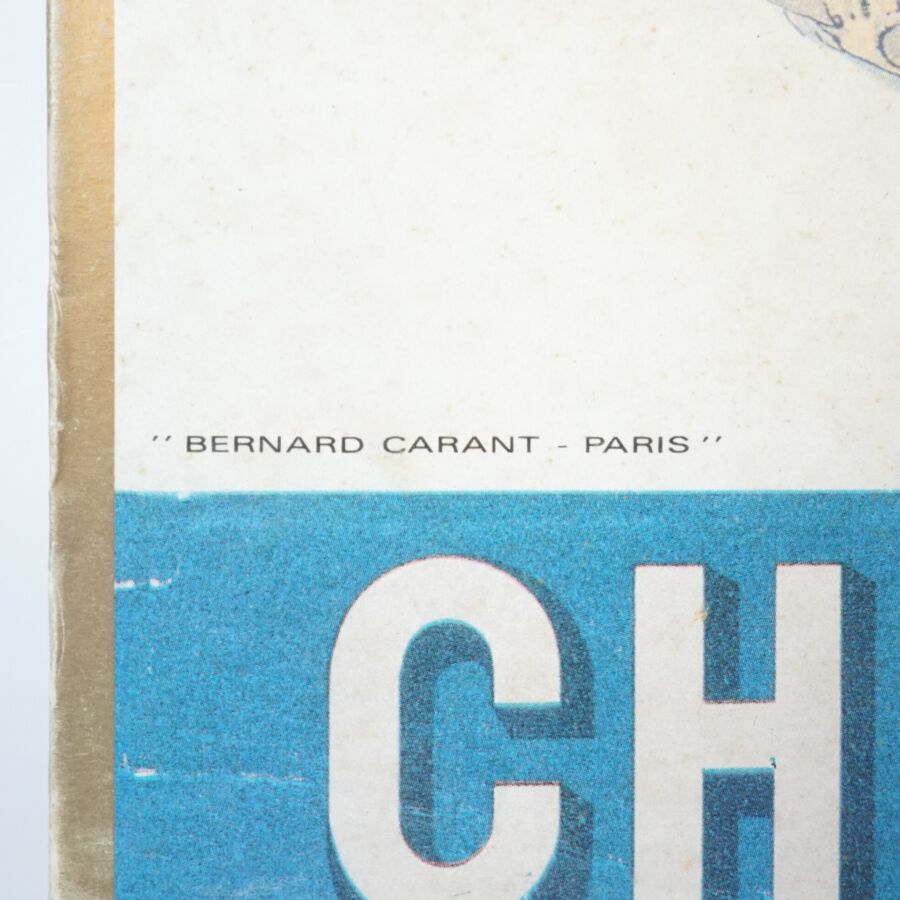 " BERNARD CARANT - PARIS "
CH